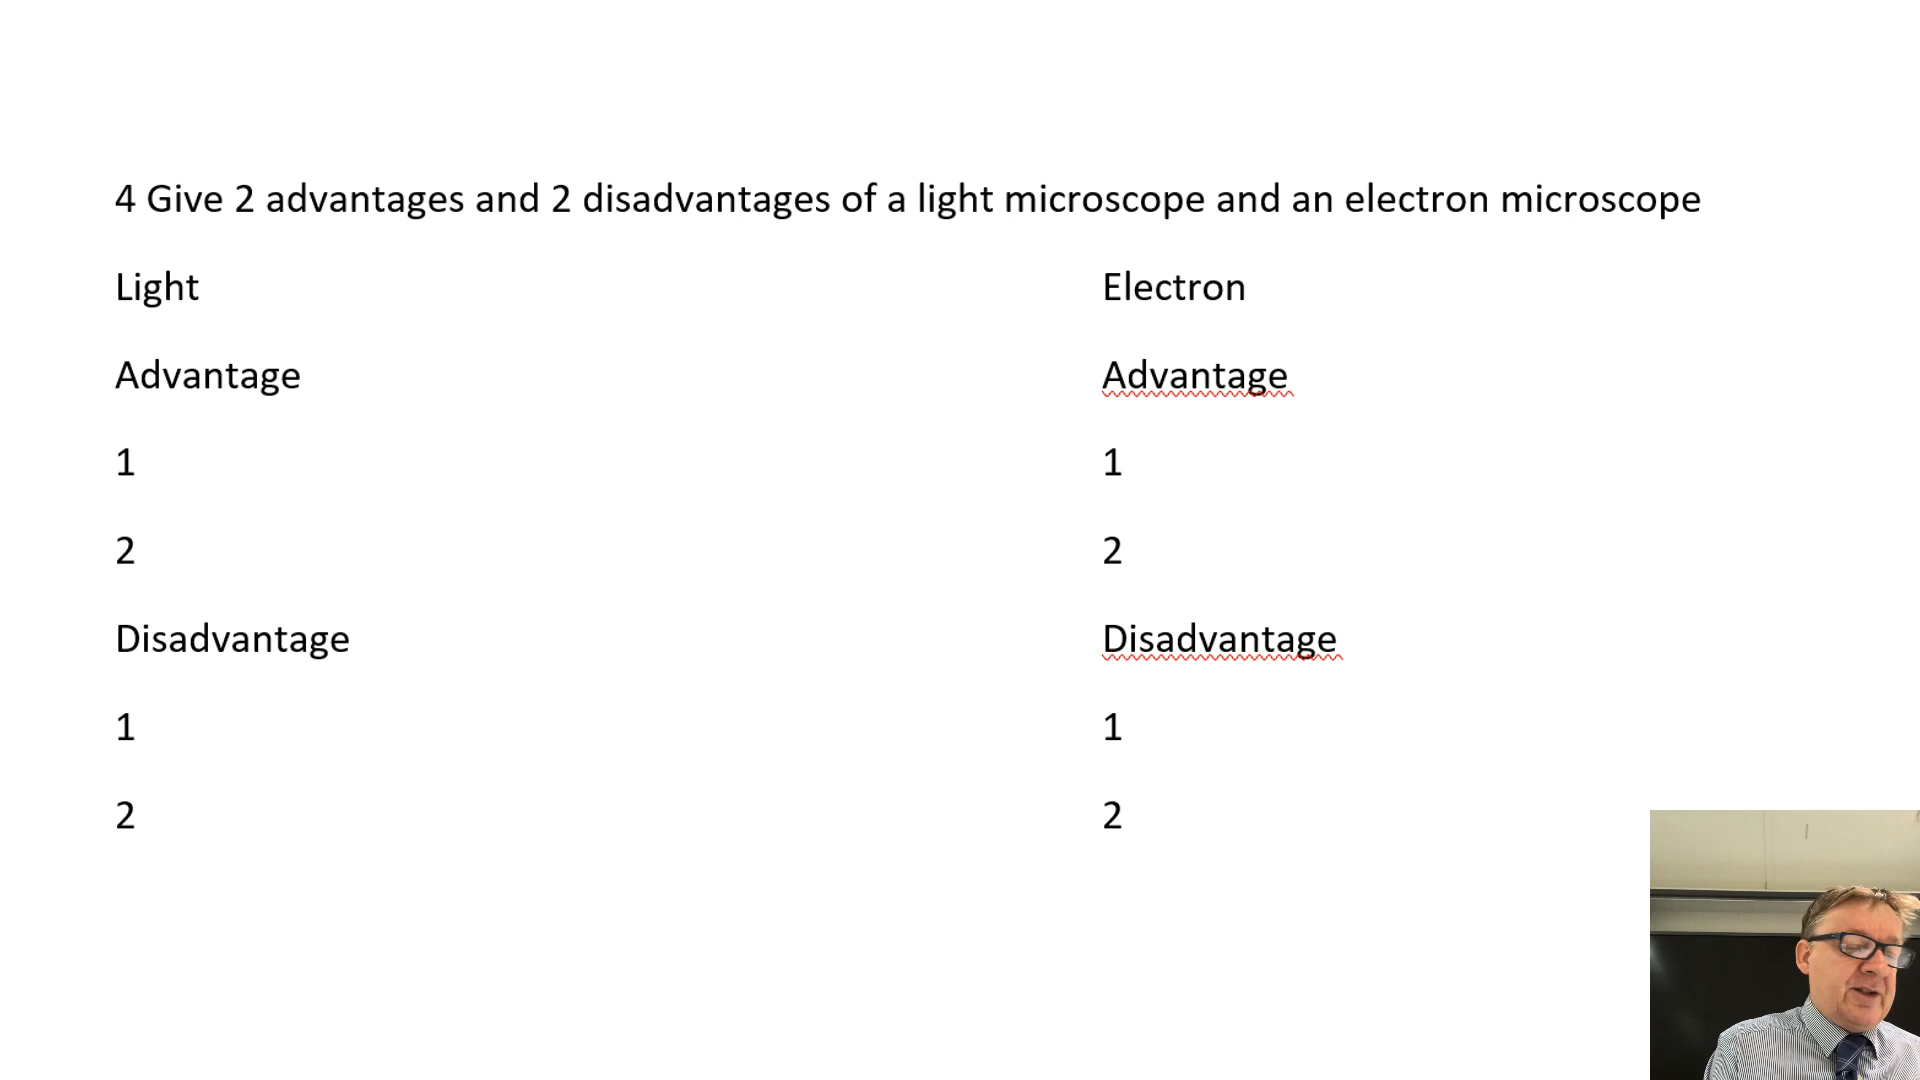 4 Give 2 advantages and 2 disadvantages of a light microscope and an electron microscope
Light
Electron
Advantage
Advantage
1
1
2
2
Disadvantage
Disadvantage
1
1
2
2